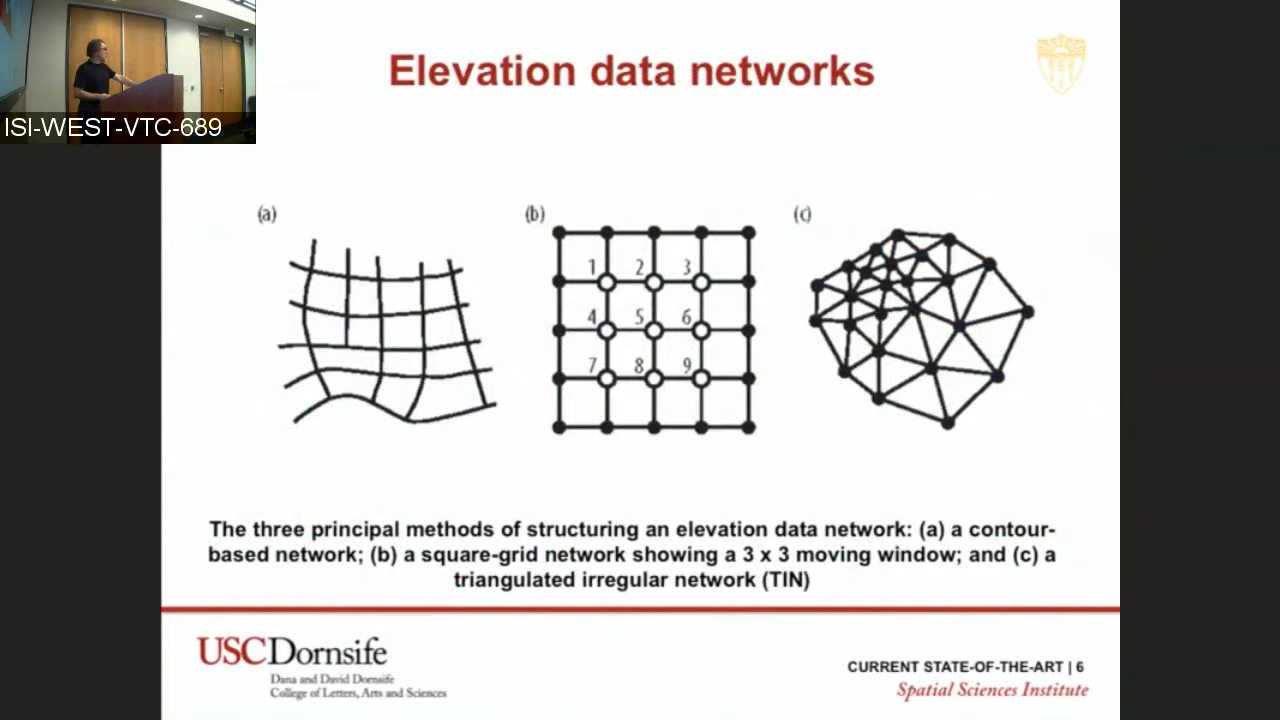 ISI-WEST-VTC-689
Elevation data networks
(a)
(b)
(c)
1 2 3
4 5 6
7 8 9
The three principal methods of structuring an elevation data network: (a) a contour-
based network; (b) a square-grid network showing a 3 x 3 moving window; and (c) a
triangulated irregular network (TIN)
USCDornsife
Dana and David Dornsife
College of Letters, Arts and Sciences
CURRENT STATE-OF-THE-ART | 6
Spatial Sciences Institute